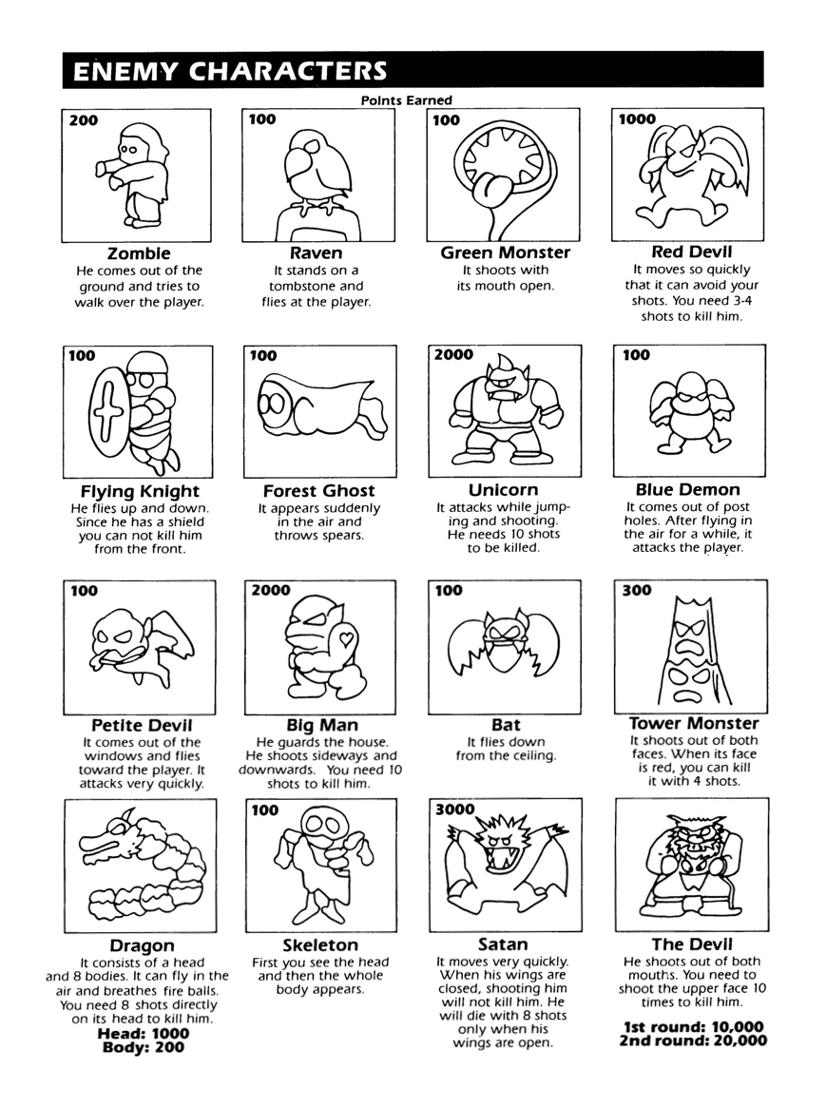 ENEMY CHARACTERS
Points Earned
200
Zombie
He comes out of the
ground and tries to
walk over the player.
100
Raven
It stands on a
tombstone and
flies at the player.
100
Green Monster
It shoots with
its mouth open.
1000
Red Devil
It moves so quickly
that it can avoid your
shots. You need 3-4
shots to kill him.
100
Flying Knight
He flies up and down.
Since he has a shield
you can not kill him
from the front.
100
Forest Ghost
It appears suddenly
in the air and
throws spears.
2000
Unicorn
It attacks while jump-
ing and shooting.
He needs 10 shots
to be killed.
100
Blue Demon
It comes out of post
holes. After flying in
the air for a while, it
attacks the player.
100
Petite Devil
It comes out of the
windows and flies
toward the player. It
attacks very quickly.
2000
Big Man
He guards the house.
He shoots sideways and
downwards. You need 10
shots to kill him.
100
Bat
It flies down
from the ceiling.
300
Tower Monster
It shoots out of both
faces. When its face
is red, you can kill
it with 4 shots.
Dragon
It consists of a head
and 8 bodies. It can fly in the
air and breathes fire balls.
You need 8 shots directly
on its head to kill him.
Head: 1000
Body: 200
100
Skeleton
First you see the head
and then the whole
body appears.
3000
Satan
It moves very quickly.
When his wings are
closed, shooting him
will not kill him. He
will die with 8 shots
only when his
wings are open.
The Devil
He shoots out of both
mouths. You need to
shoot the upper face 10
times to kill him.
1st round: 10,000
2nd round: 20,000